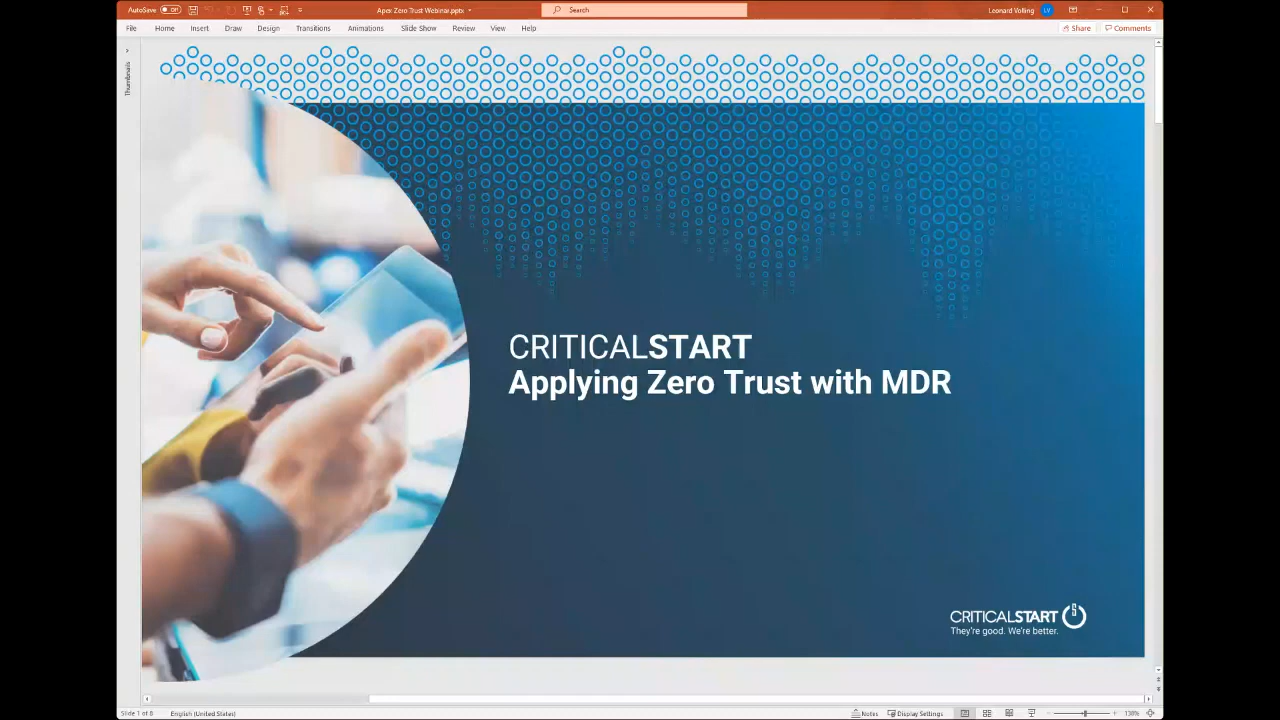 AutoSave Off
Apex Zero Trust Webinar.pptx
Search
Leonard Volling LV
File Home Insert Draw Design Transitions Animations Slide Show Review View Help
Share Comments
Thumbnails
CRITICALSTART
Applying Zero Trust with MDR
CRITICALSTART
They're good. We're better.
Slide 1 of 8 English (United States) Notes Display Settings 138%